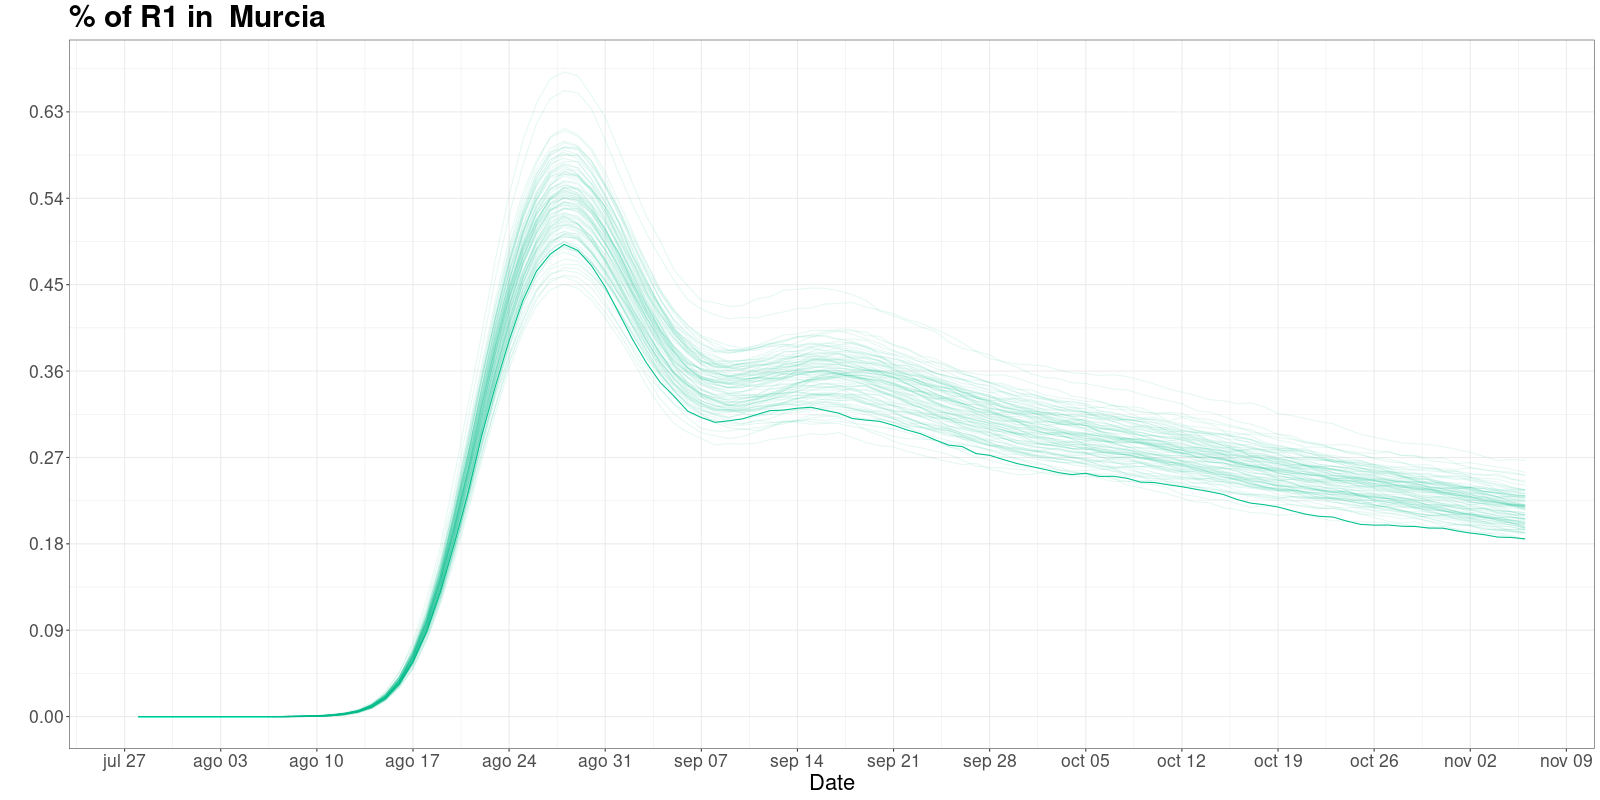 % of R1 in  Murcia
0.63
0.54
0.45
0.36
0.27
0.18
0.09
0.00
jul 27 ago 03 ago 10 ago 17 ago 24 ago 31 sep 07 sep 14 sep 21 sep 28 oct 05 oct 12 oct 19 oct 26 nov 02 nov 09
Date